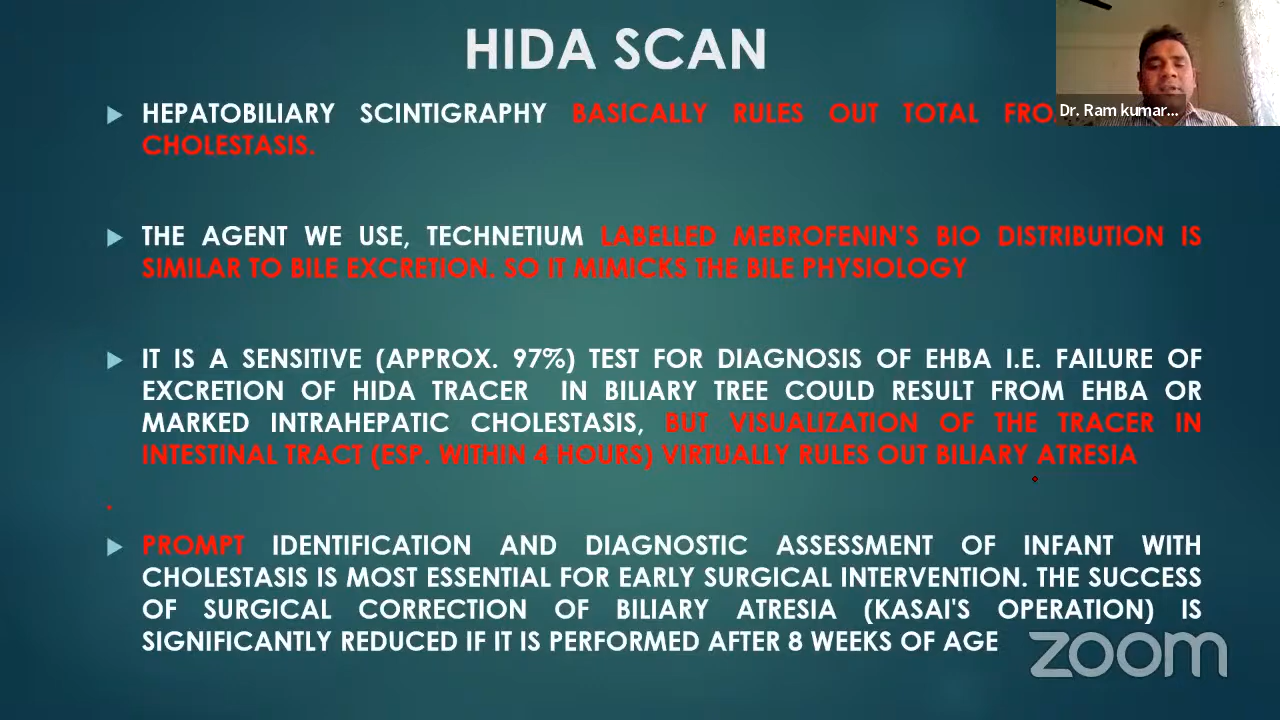 HIDA SCAN
HEPATOBILIARY SCINTIGRAPHY BASICALLY RULES OUT TOTAL
CHOLESTASIS.
THE AGENT WE USE, TECHNETIUM LABELLED MEBROFENIN'S BIO DISTRIBUTION IS
SIMILAR TO BILE EXCRETION. SO IT MIMICKS THE BILE PHYSIOLOGY
IT IS A SENSITIVE (APPROX. 97%) TEST FOR DIAGNOSIS OF EHBA I.E. FAILURE OF
EXCRETION OF HIDA TRACER IN BILIARY TREE COULD RESULT FROM EHBA OR
MARKED INTRAHEPATIC CHOLESTASIS, BUT VISUALIZATION OF THE TRACER IN
INTESTINAL TRACT (ESP. WITHIN 4 HOURS) VIRTUALLY RULES OUT BILIARY ATRESIA
.
PROMPT IDENTIFICATION AND DIAGNOSTIC ASSESSMENT OF INFANT WITH
CHOLESTASIS IS MOST ESSENTIAL FOR EARLY SURGICAL INTERVENTION. THE SUCCESS
OF SURGICAL CORRECTION OF BILIARY ATRESIA (KASAI'S OPERATION) IS
SIGNIFICANTLY REDUCED IF IT IS PERFORMED AFTER 8 WEEKS OF AGE
Dr. Ram kumar...
zoom